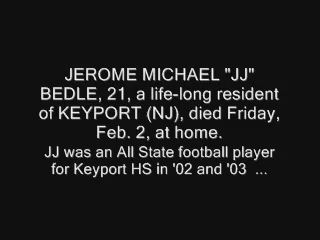 JEROME MICHAEL "JJ"
BEDLE, 21, a life-long resident
of KEYPORT (NJ), died Friday,
Feb. 2, at home.
JJ was an All State football player
for Keyport HS in '02 and '03  ...